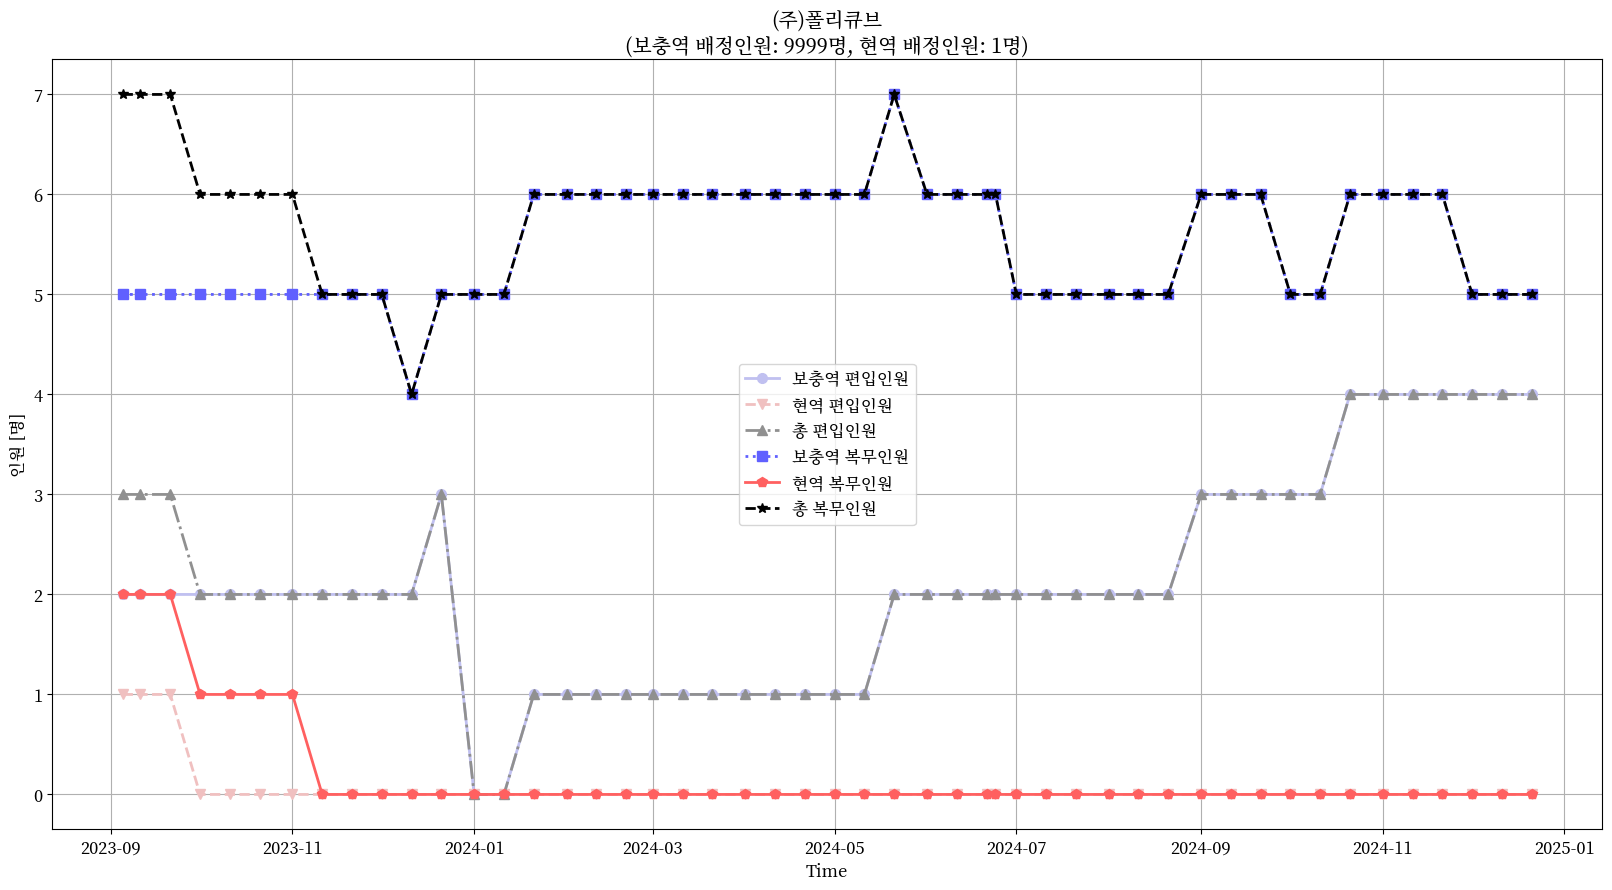 (주)폴리큐브
(보충역 배정인원: 9999명, 현역 배정인원: 1명)
7
6
5
4
3
2
1
0
인원 [명]
보충역 편입인원
현역 편입인원
총 편입인원
보충역 복무인원
현역 복무인원
총 복무인원
2023-09 2023-11 2024-01 2024-03 2024-05 2024-07 2024-09 2024-11 2025-01
Time